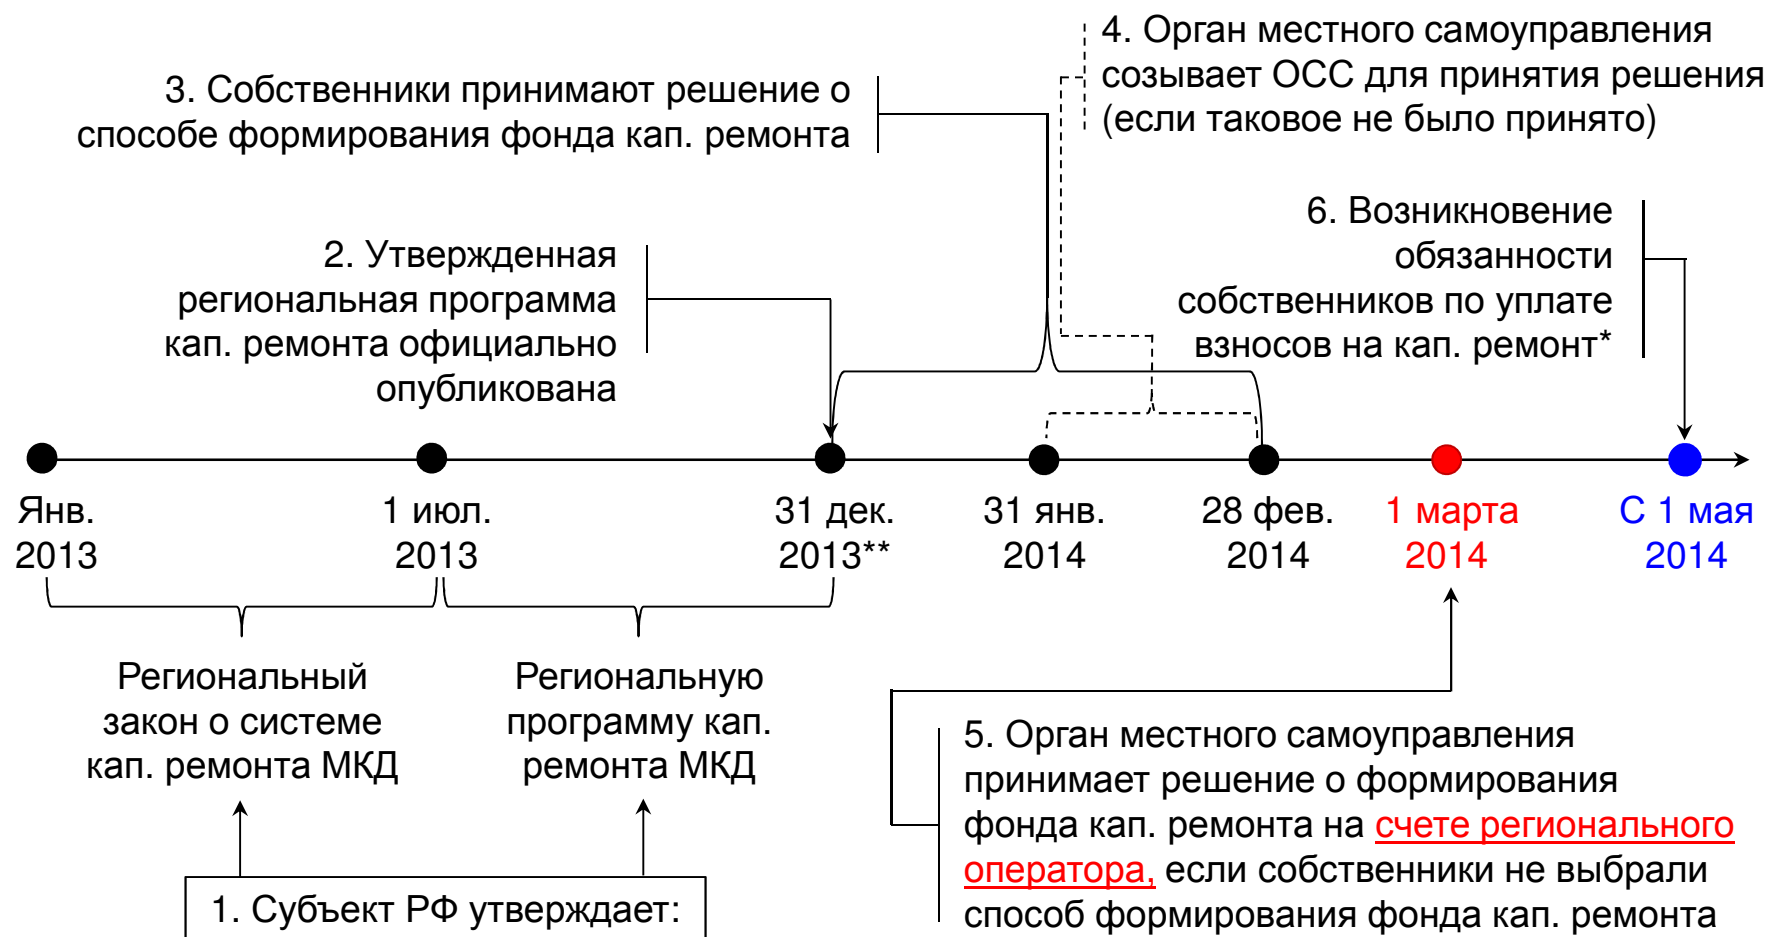 4. Орган местного самоуправления
созывает ОСС для принятия решения
(если таковое не было принято)
3. Собственники принимают решение о
способе формирования фонда кап. ремонта
6. Возникновение
обязанности
собственников по уплате
взносов на кап. ремонт*
2. Утвержденная
региональная программа
кап. ремонта официально
опубликована
Янв.
2013
1 июл.
2013
31 дек.
2013**
31 янв.
2014
28 фев.
2014
1 марта
2014
С 1 мая
2014
Региональный
закон о системе
кап. ремонта МКД
Региональную
программу кап.
ремонта МКД
5. Орган местного самоуправления
принимает решение о формирования
фонда кап. ремонта на счете регионального
оператора, если собственники не выбрали
способ формирования фонда кап. ремонта
1. Субъект РФ утверждает: